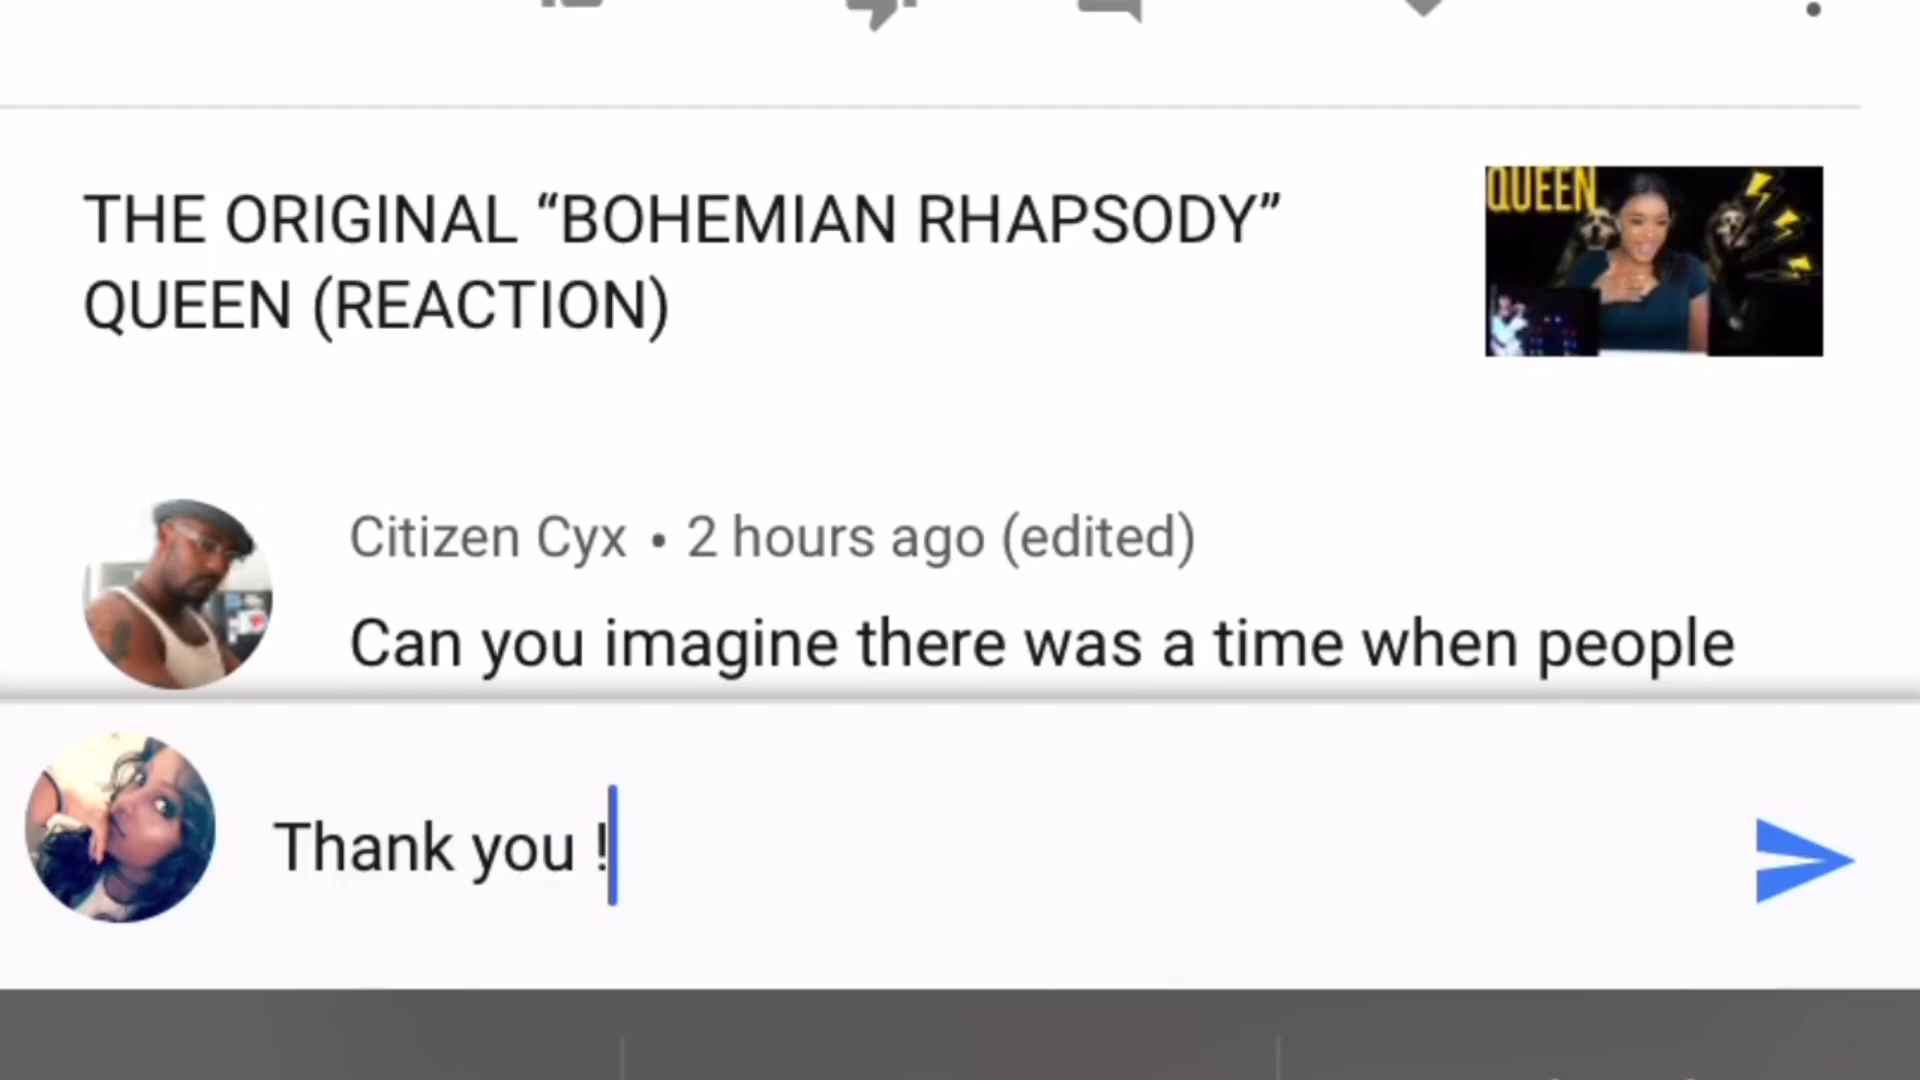 THE ORIGINAL “BOHEMIAN RHAPSODY”
QUEEN (REACTION)
QUEEN
Citizen Cyx • 2 hours ago (edited)
Can you imagine there was a time when people
Thank you !